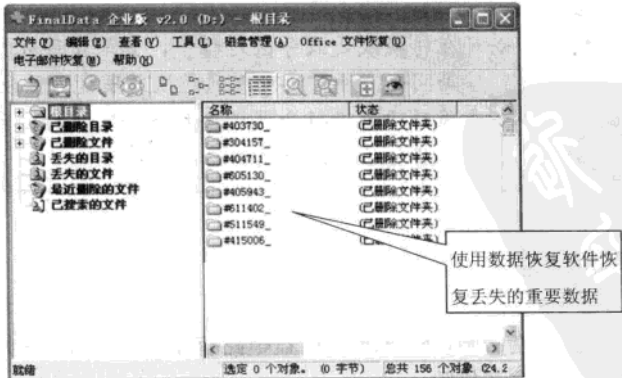 FinalData 企业版 v2.0 (D:) - 根目录
文件(F) 编辑(E) 查看(V) 工具(L) 磁盘管理(A) Office 文件恢复(O)
电子邮件恢复(M) 帮助(H)
根目录
已删除目录
已删除文件
丢失的目录
丢失的文件
最近删除的文件
已搜索的文件
名称 状态
#403730_ (已删除文件夹)
#304157_ (已删除文件夹)
#404711_ (已删除文件夹)
#605130_ (已删除文件夹)
#405943_ (已删除文件夹)
#611402_ (已删除文件夹)
#511549_ (已删除文件夹)
#415006_ (已删除文件夹)
使用数据恢复软件恢
复丢失的重要数据
就绪 选定 0 个对象。 (0 字节) 总共 156 个对象 (24.2